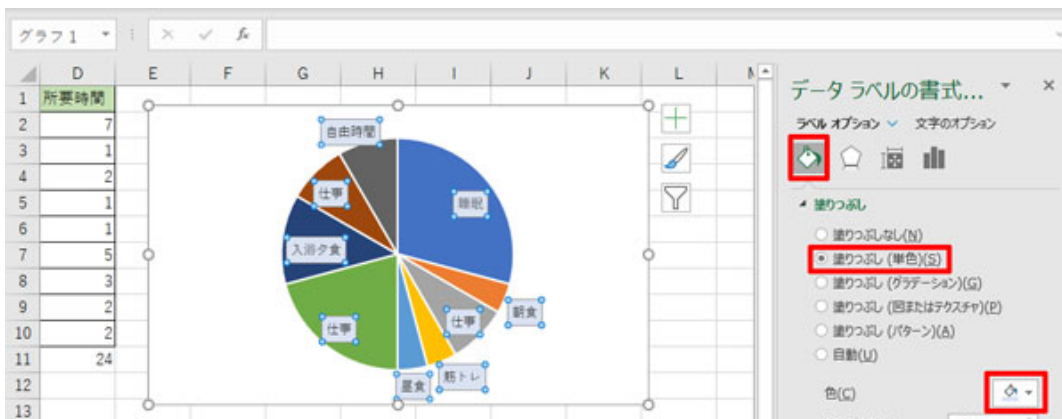 グラフ 1
fx
D E F G H I J K L M
1 所要時間
2 7
3 1
4 2
5 1
6 1
7 5
8 3
9 2
10 2
11 24
12
13
自由時間
仕事
睡眠
入浴夕食
朝食
仕事
仕事
筋トレ
昼食
データ ラベルの書式...
ラベル オプション 文字のオプション
塗りつぶし
塗りつぶしなし(N)
塗りつぶし (単色)(S)
塗りつぶし (グラデーション)(G)
塗りつぶし (図またはテクスチャ)(P)
塗りつぶし (パターン)(A)
自動(U)
色(C)